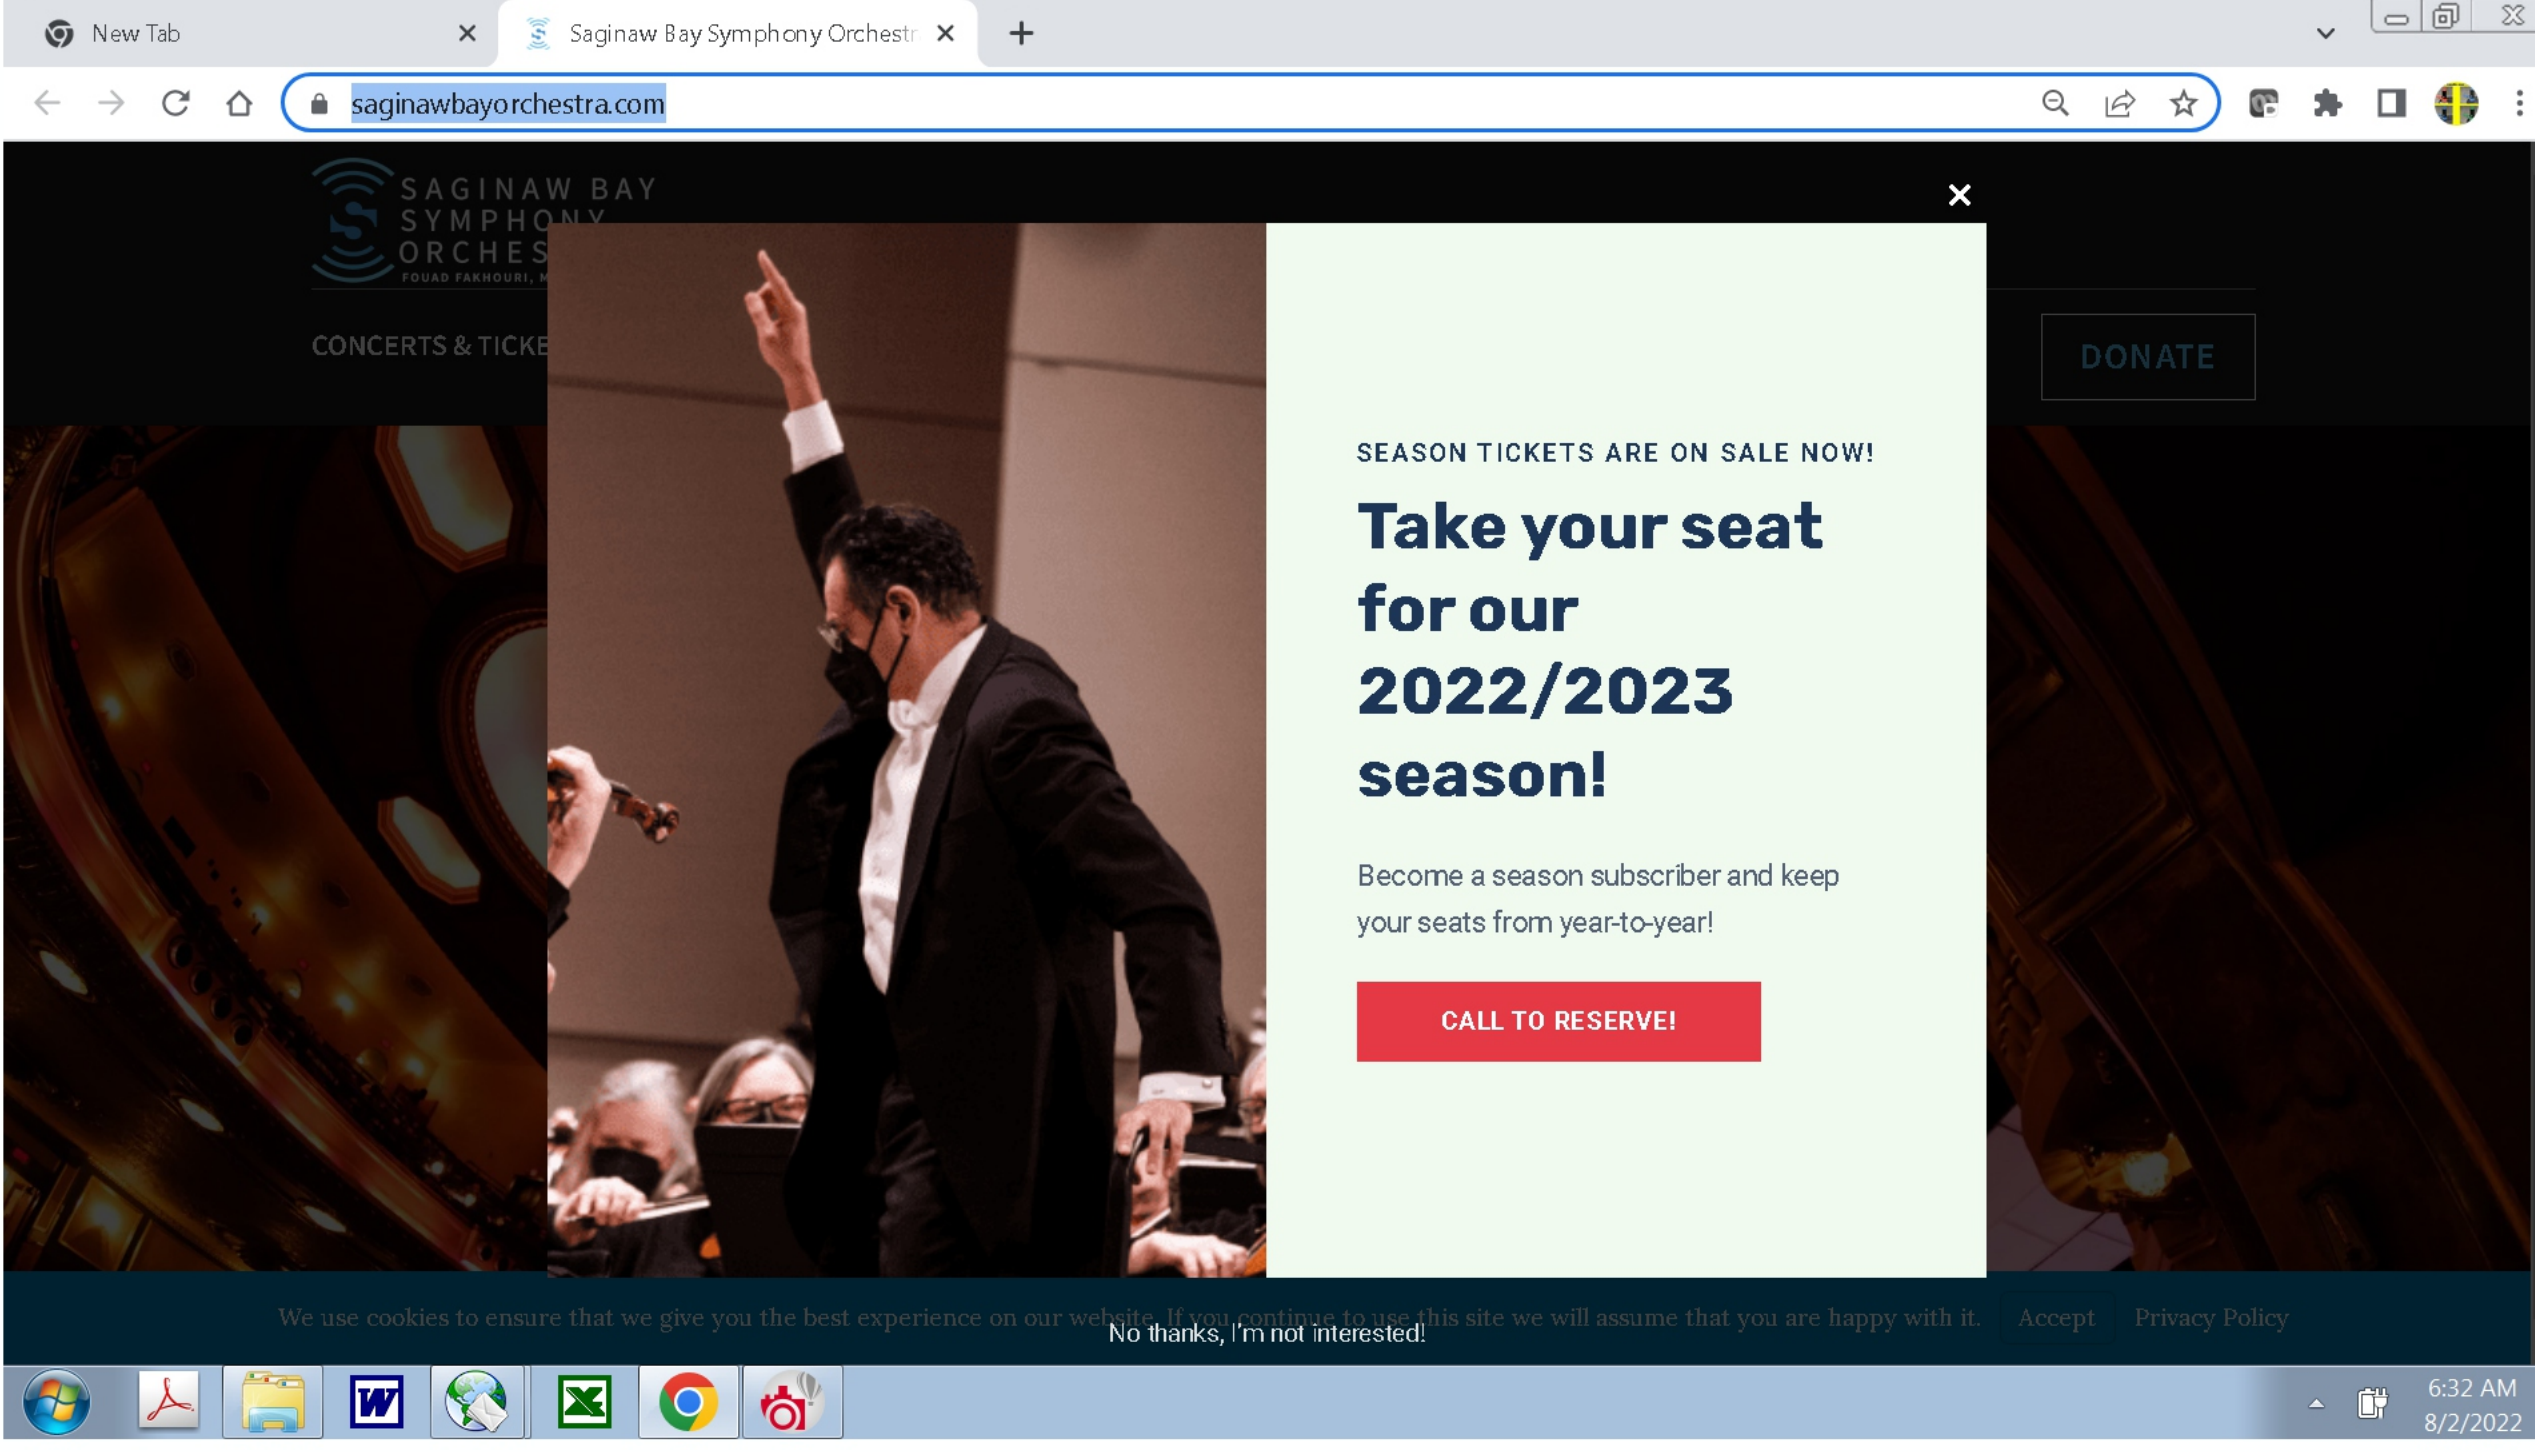 New Tab
Saginaw Bay Symphony Orchestr
saginawbayorchestra.com
SAGINAW BAY
SYMPHONY
ORCHES
FOUAD FAKHOURI, M
CONCERTS & TICKE
DONATE
SEASON TICKETS ARE ON SALE NOW!
Take your seat
for our
2022/2023
season!
Become a season subscriber and keep
your seats from year-to-year!
CALL TO RESERVE!
We use cookies to ensure that we give you the best experience on our website. If you continue to use this site we will assume that you are happy with it. Accept Privacy Policy
No thanks, I'm not interested!
6:32 AM
8/2/2022